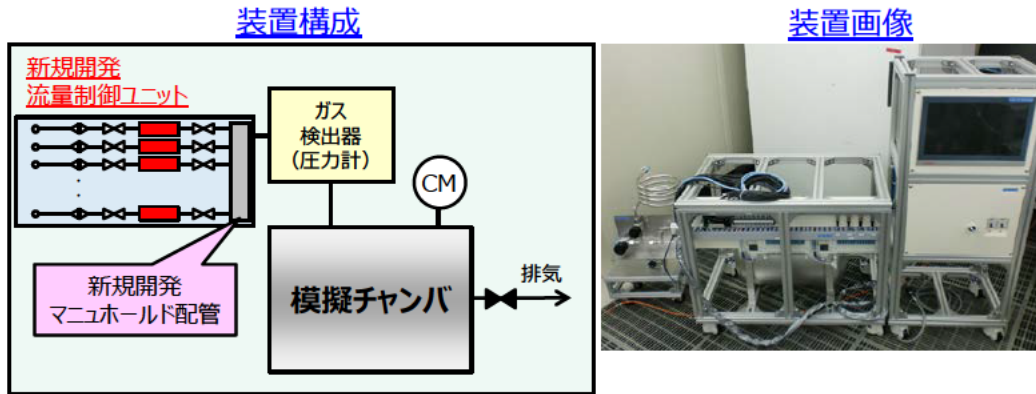 装置構成
装置画像
新規開発
流量制御ユニット
ガス
検出器
(圧力計)
CM
新規開発
マニュホールド配管
模擬チャンバ
排気